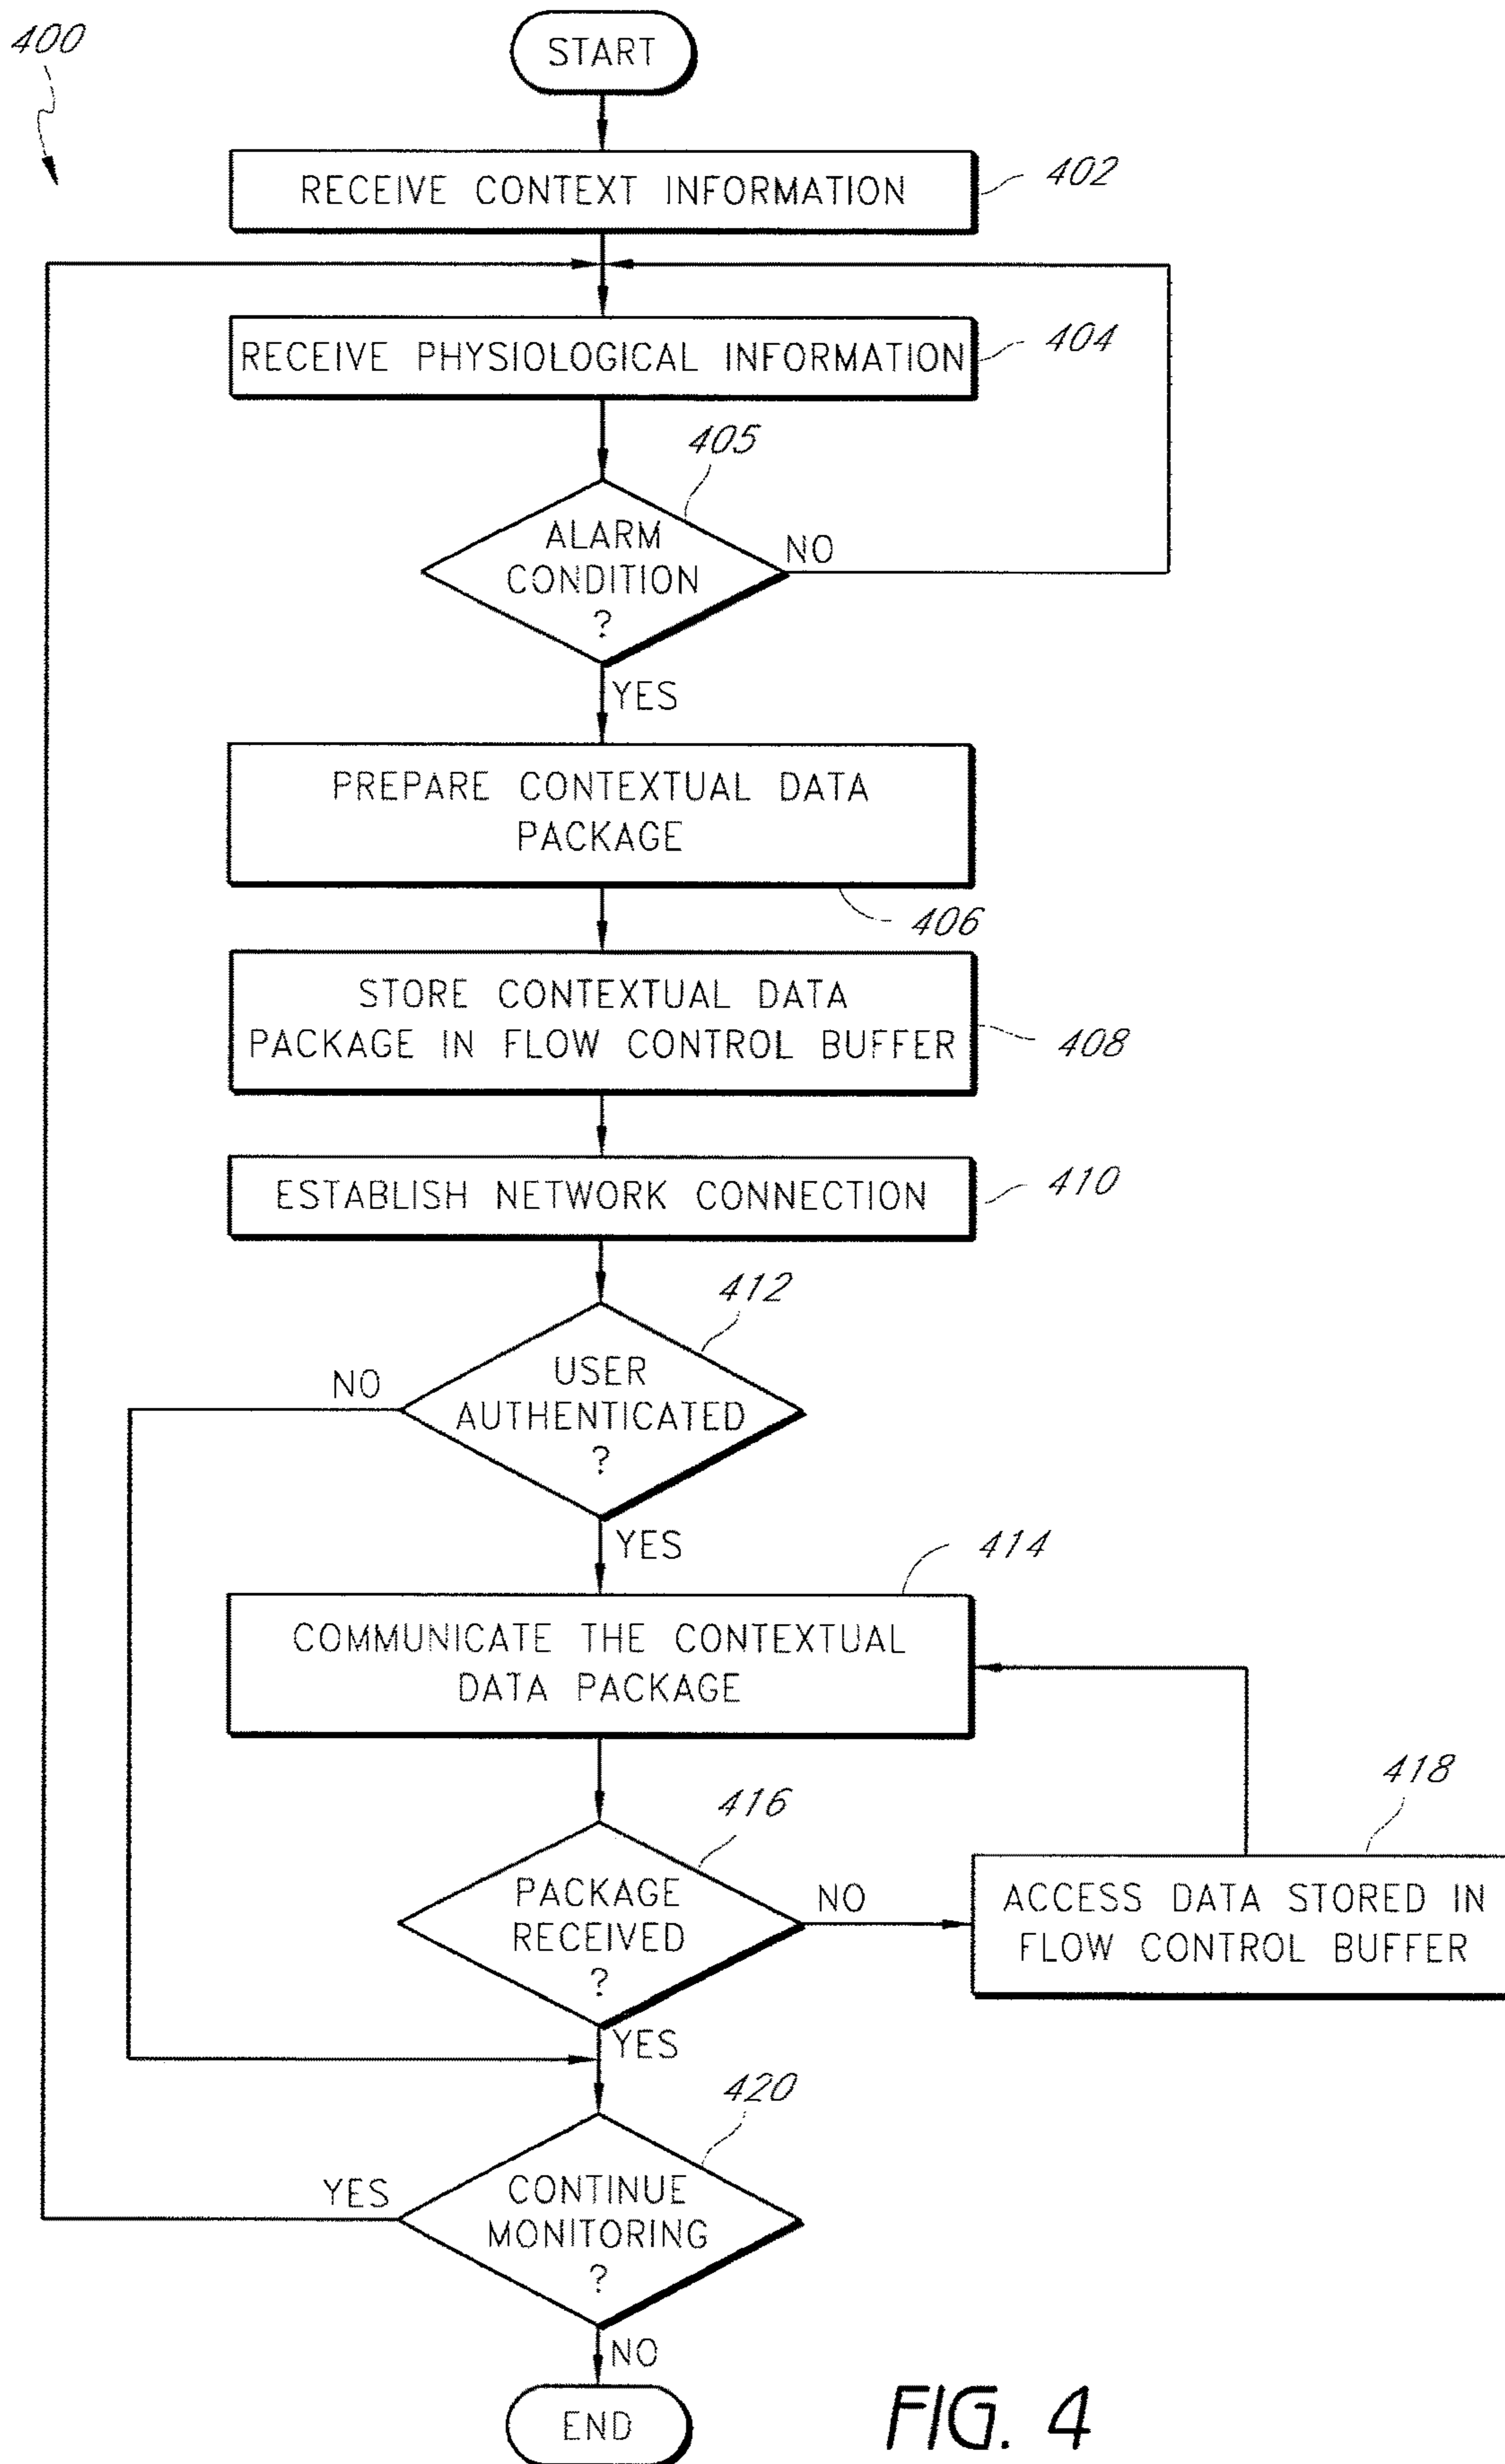 400
START
RECEIVE CONTEXT INFORMATION
402
RECEIVE PHYSIOLOGICAL INFORMATION
404
405
ALARM
CONDITION
?
NO
YES
PREPARE CONTEXTUAL DATA
PACKAGE
406
STORE CONTEXTUAL DATA
PACKAGE IN FLOW CONTROL BUFFER
408
ESTABLISH NETWORK CONNECTION
410
412
USER
AUTHENTICATED
?
NO
YES
414
COMMUNICATE THE CONTEXTUAL
DATA PACKAGE
416
PACKAGE
RECEIVED
?
NO
418
ACCESS DATA STORED IN
FLOW CONTROL BUFFER
YES
420
CONTINUE
MONITORING
?
YES
NO
END
FIG. 4